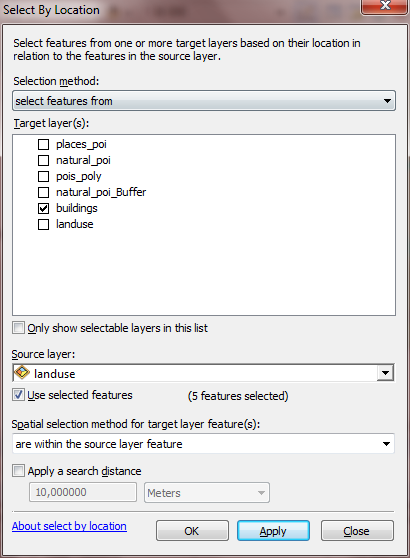 Select By Location
Select features from one or more target layers based on their location in
relation to the features in the source layer.
Selection method:
select features from
Target layer(s):
places_poi
natural_poi
pois_poly
natural_poi_Buffer
buildings
landuse
Only show selectable layers in this list
Source layer:
landuse
Use selected features (5 features selected)
Spatial selection method for target layer feature(s):
are within the source layer feature
Apply a search distance
10,000000 Meters
About select by location OK Apply Close